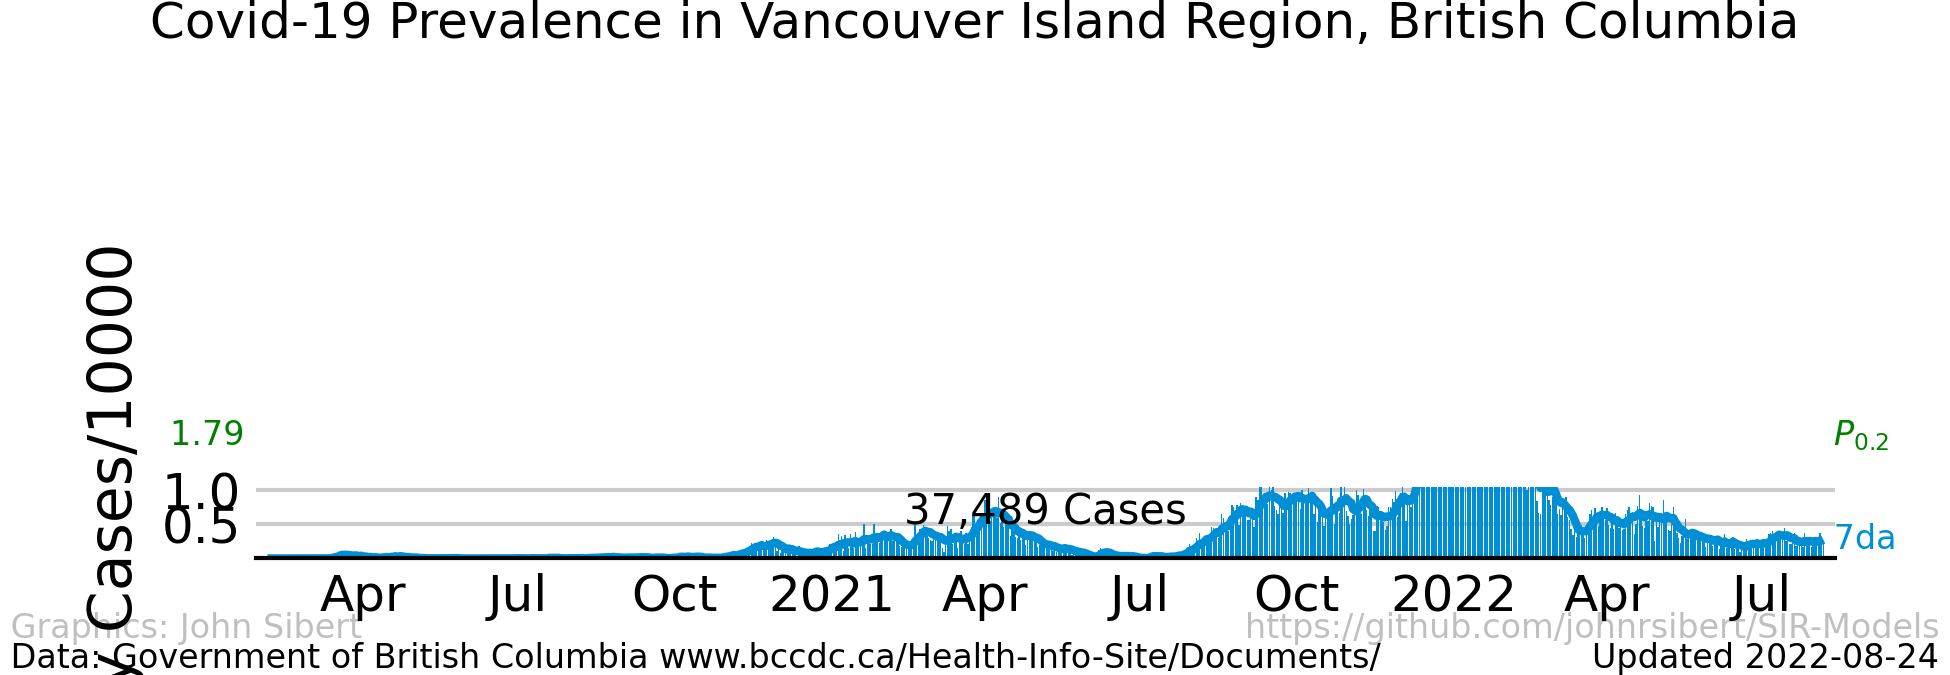 Covid-19 Prevalence in Vancouver Island Region, British Columbia
y Cases/10000
1.79
P0.2
1.0
0.5
37,489 Cases
7da
Apr Jul Oct 2021 Apr Jul Oct 2022 Apr Jul
Graphics: John Sibert
https://github.com/johnrsibert/SIR-Models
Data: Government of British Columbia www.bccdc.ca/Health-Info-Site/Documents/
Updated 2022-08-24